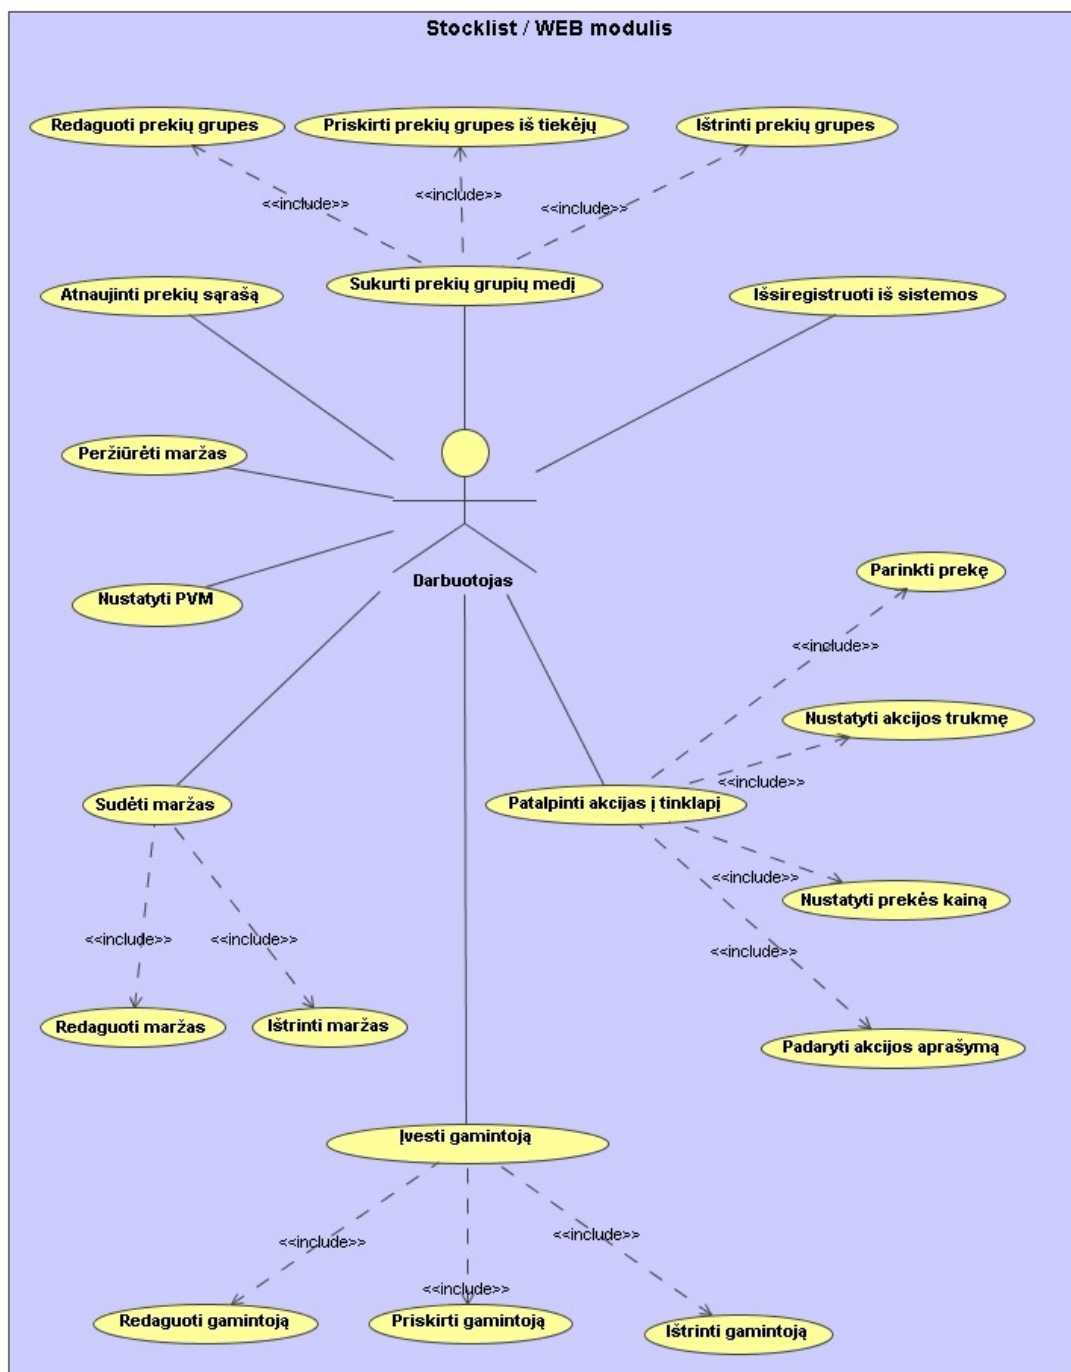 Stocklist / WEB modulis
Redaguoti prekių grupes
Priskirti prekių grupes iš tiekėjų
Ištrinti prekių grupes
<<include>>
<<include>>
<<include>>
Sukurti prekių grupių medį
Atnaujinti prekių sąrašą
Išsiregistruoti iš sistemos
Peržiūrėti maržas
Darbuotojas
Nustatyti PVM
Parinkti prekę
<<include>>
Nustatyti akcijos trukmę
<<include>>
Sudėti maržas
Patalpinti akcijas į tinklapį
<<include>>
Nustatyti prekės kainą
<<include>>
<<include>>
<<include>>
Redaguoti maržas
Ištrinti maržas
Padaryti akcijos aprašymą
Įvesti gamintoją
<<include>>
<<include>>
<<include>>
Redaguoti gamintoją
Priskirti gamintoją
Ištrinti gamintoją